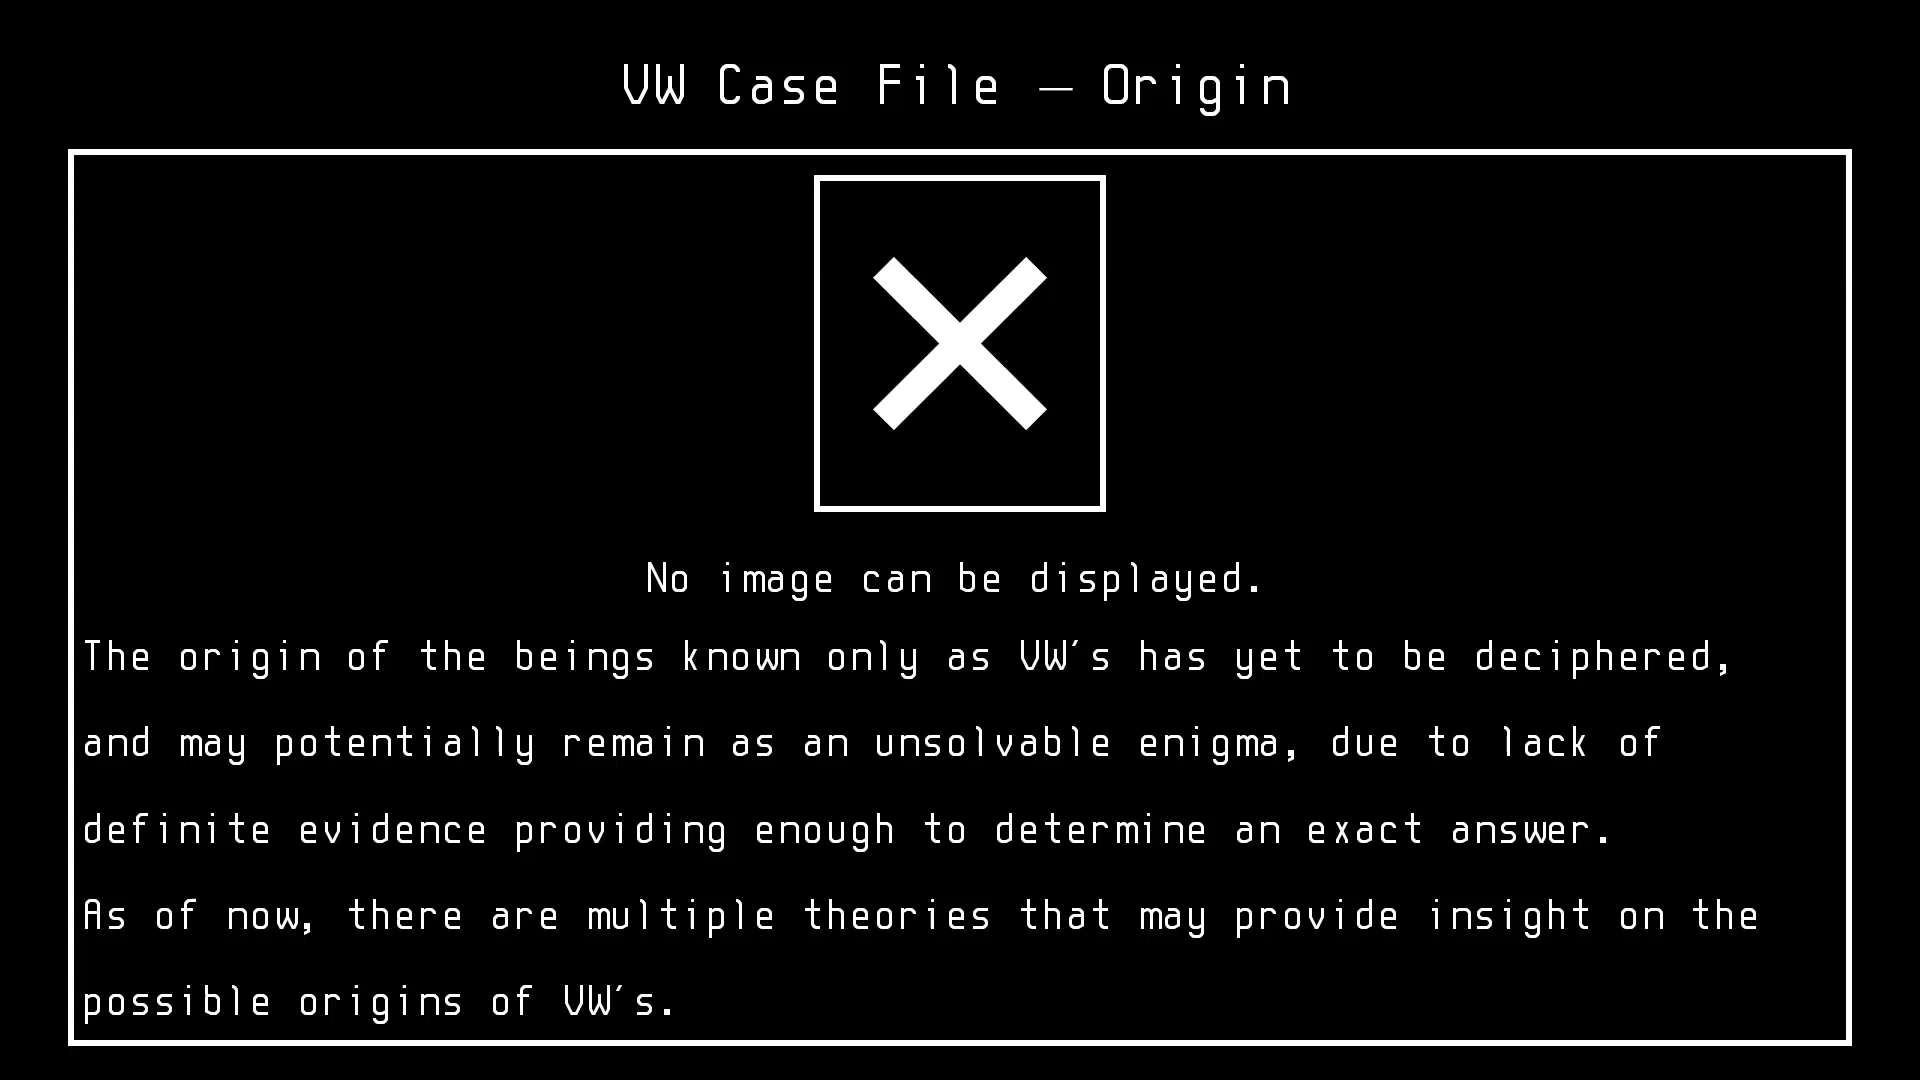 VW Case File — Origin
No image can be displayed.
The origin of the beings known only as VW's has yet to be deciphered,
and may potentially remain as an unsolvable enigma, due to lack of
definite evidence providing enough to determine an exact answer.
As of now, there are multiple theories that may provide insight on the
possible origins of VW's.